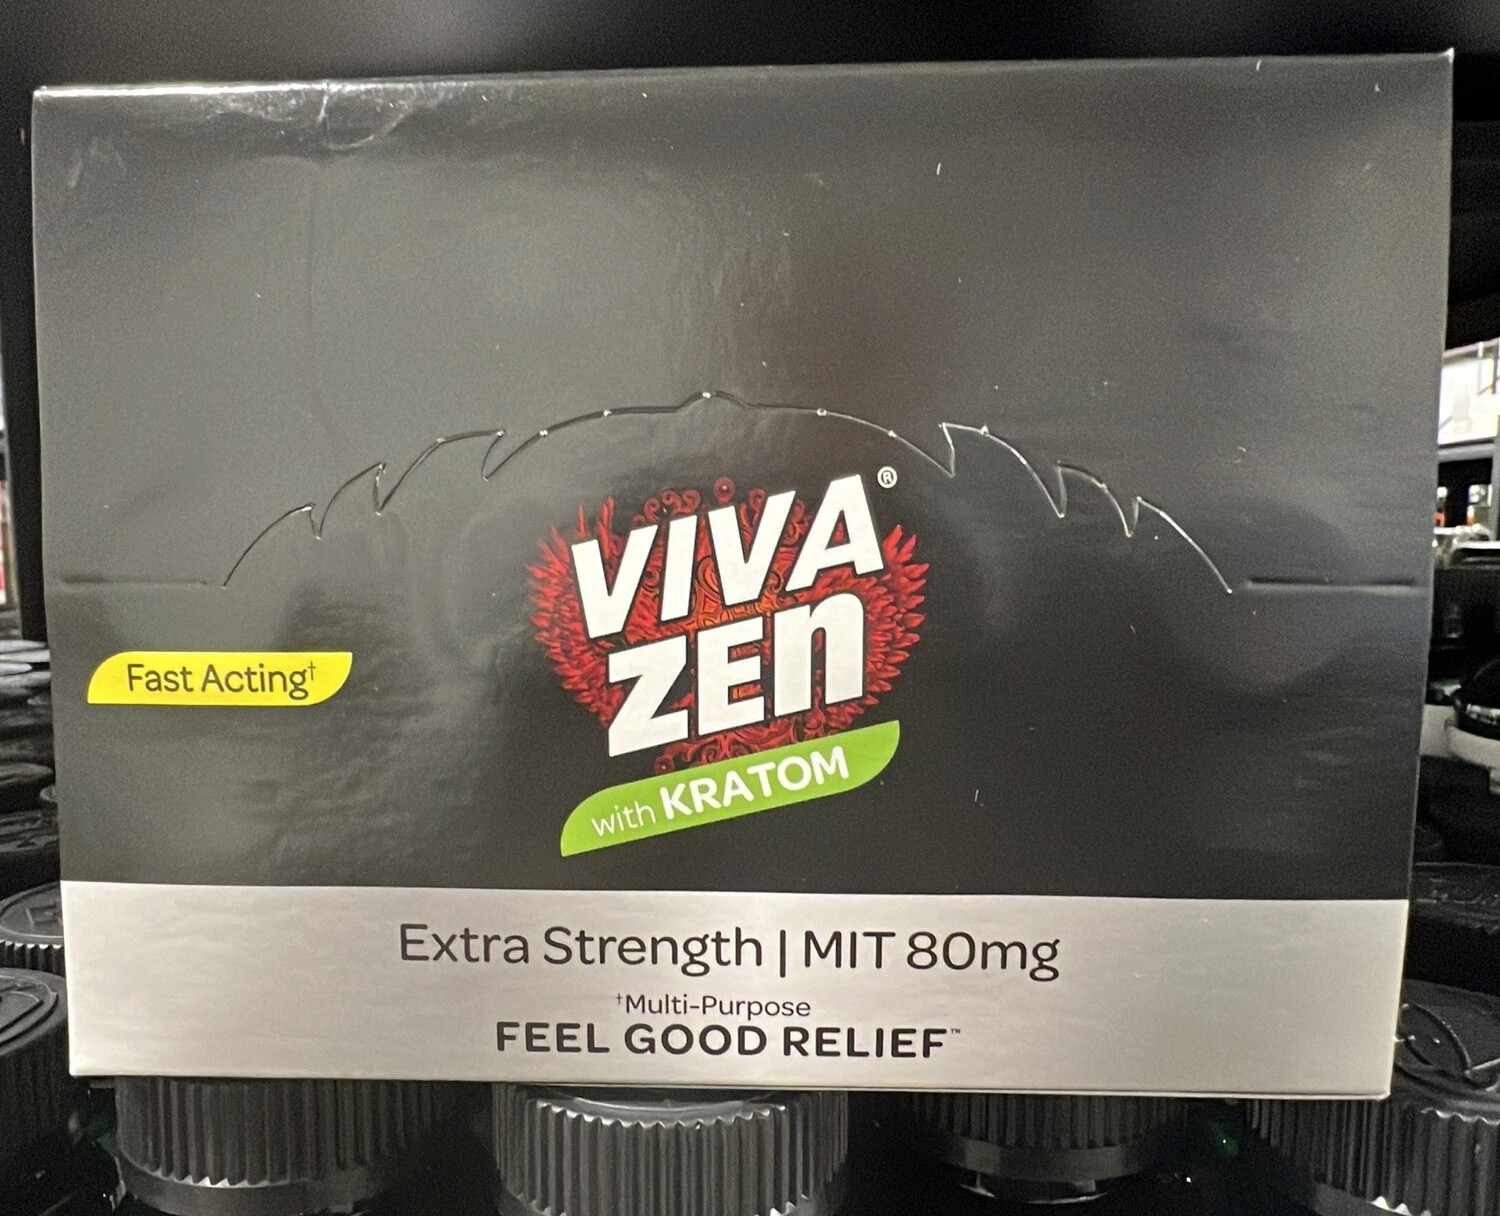 VIVA®
ZEN
with KRATOM
Fast Acting†
Extra Strength | MIT 80mg
†Multi-Purpose
FEEL GOOD RELIEF™